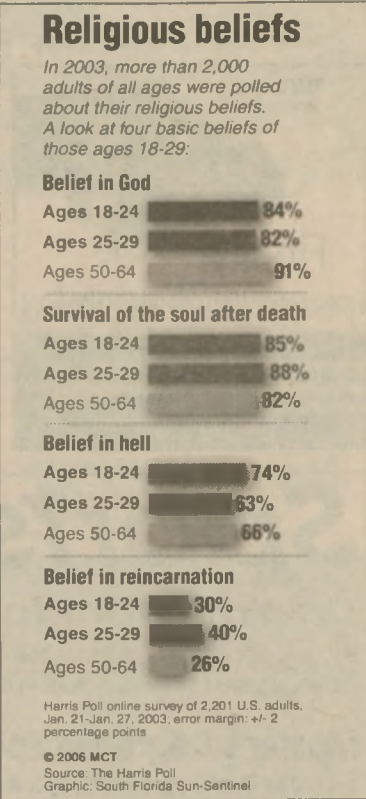 Religious beliefs
In 2003, more than 2,000
adults of all ages were polled
about their religious beliefs.
A look at four basic beliefs of
those ages 18-29:
Belief in God
Ages 18-24 84%
Ages 25-29 82%
Ages 50-64 91%
Survival of the soul after death
Ages 18-24 85%
Ages 25-29 88%
Ages 50-64 82%
Belief in hell
Ages 18-24 74%
Ages 25-29 63%
Ages 50-64 66%
Belief in reincarnation
Ages 18-24 30%
Ages 25-29 40%
Ages 50-64 26%
Harris Poll online survey of 2,201 U.S. adults,
Jan. 21-Jan. 27, 2003, error margin: +/- 2
percentage points
© 2006 MCT
Source: The Harris Poll
Graphic: South Florida Sun-Sentinel